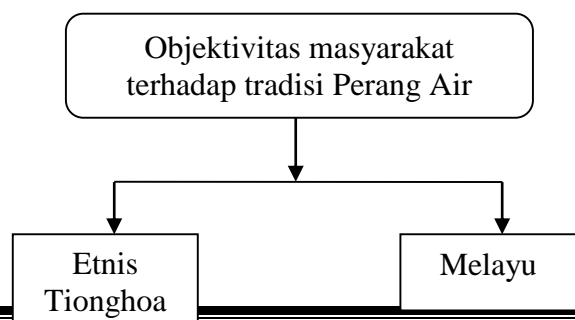 Objektivitas masyarakat
terhadap tradisi Perang Air
Etnis
Tionghoa
Melayu